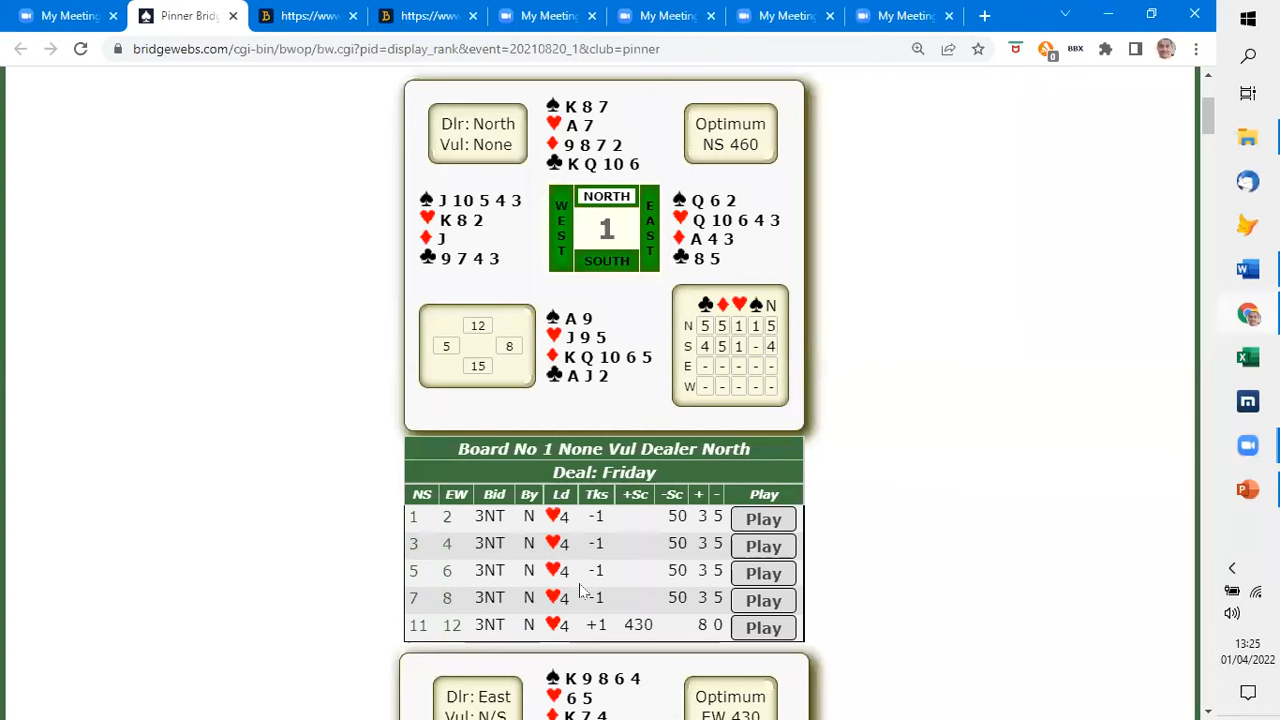 My Meeting
Pinner Brid
https://www
https://www.
My Meeting
My Meeting
My Meeting
My Meeting
bridgewebs.com/cgi-bin/bwop/bw.cgi?pid=display_rank&event=20210820_1&club=pinner
BBX
0
Dlr: North
Vul: None
♠ K 8 7
♥ A 7
♦ 9 8 7 2
♣ K Q 10 6
Optimum
NS 460
♠ J 10 5 4 3
♥ K 8 2
♦ J
♣ 9 7 4 3
NORTH
WEST
1
EAST
SOUTH
♠ Q 6 2
♥ Q 10 6 4 3
♦ A 4 3
♣ 8 5
12
5 8
15
♠ A 9
♥ J 9 5
♦ K Q 10 6 5
♣ A J 2
♣ ♦ ♥ ♠ N
N 5 5 1 1 5
S 4 5 1 - 4
E - - - - -
W - - - - -
Board No 1 None Vul Dealer North
Deal: Friday
NS EW Bid By Ld Tks +Sc -Sc + - Play
1 2 3NT N ♥4 -1 50 3 5 Play
3 4 3NT N ♥4 -1 50 3 5 Play
5 6 3NT N ♥4 -1 50 3 5 Play
7 8 3NT N ♥4 -1 50 3 5 Play
11 12 3NT N ♥4 +1 430 8 0 Play
Dlr: East
Vul: N/S
♠ K 9 8 6 4
♥ 6 5
♦ K 7 4
Optimum
EW 430
13:25
01/04/2022